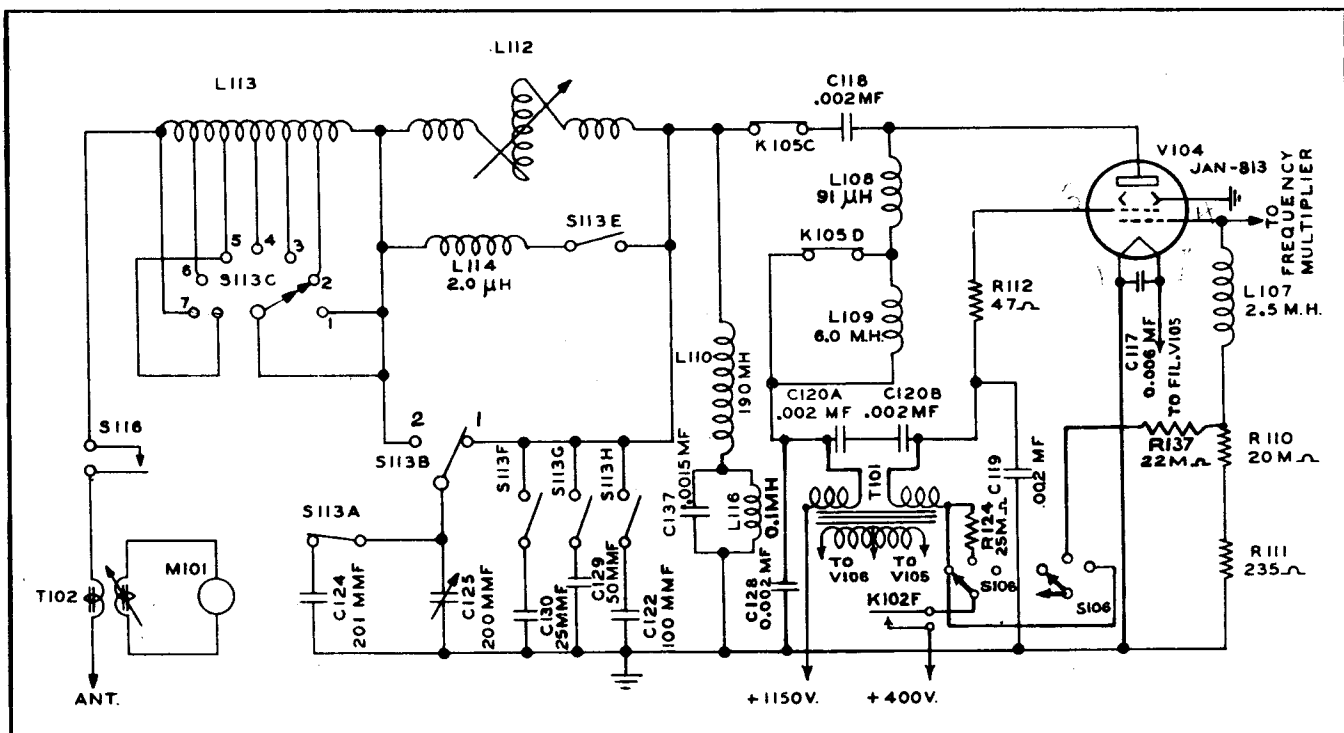 L113
L112
C118
.002MF
K105C
V104
JAN-813
TO
FREQUENCY
MULTIPLIER
L108
91 μH
S113E
K105D
L114
2.0 μH
5
4
3
6
S113C
2
7
1
R112
47Ω
L107
2.5 M.H.
L109
6.0 M.H.
C117
0.006 MF
TO FIL.V105
L110
190 MH
C120A
.002 MF
C120B
.002MF
S116
2
1
S113B
S113F
S113G
S113H
C137
.0015MF
L116
0.1MH
T101
C119
.002 MF
R137
22MΩ
R110
20MΩ
S113A
R124
25MΩ
TO
V106
TO
V105
S106
S106
R111
235Ω
T102
M101
C124
201 MMF
C125
200MMF
C130
25MMF
C129
50MMF
C122
100 MMF
C128
0.002 MF
K102F
ANT.
+1150V.
+400V.